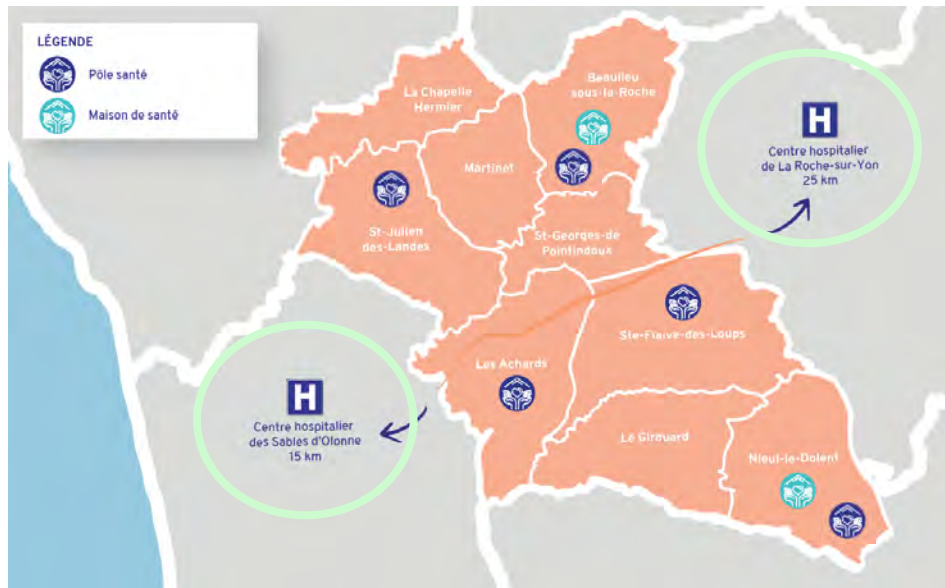 LÉGENDE
Pôle santé
Maison de santé
La Chapelle
Hermier
Beaulieu
sous-la-Roche
H
Centre hospitalier
de La Roche-sur-Yon
25 km
Martinet
St-Julien
des-Landes
St-Georges-de
Pointindoux
Ste-Flaive-des-Loups
Les Achards
H
Centre hospitalier
des Sables d'Olonne
15 km
Le Girouard
Nieul-le-Dolent